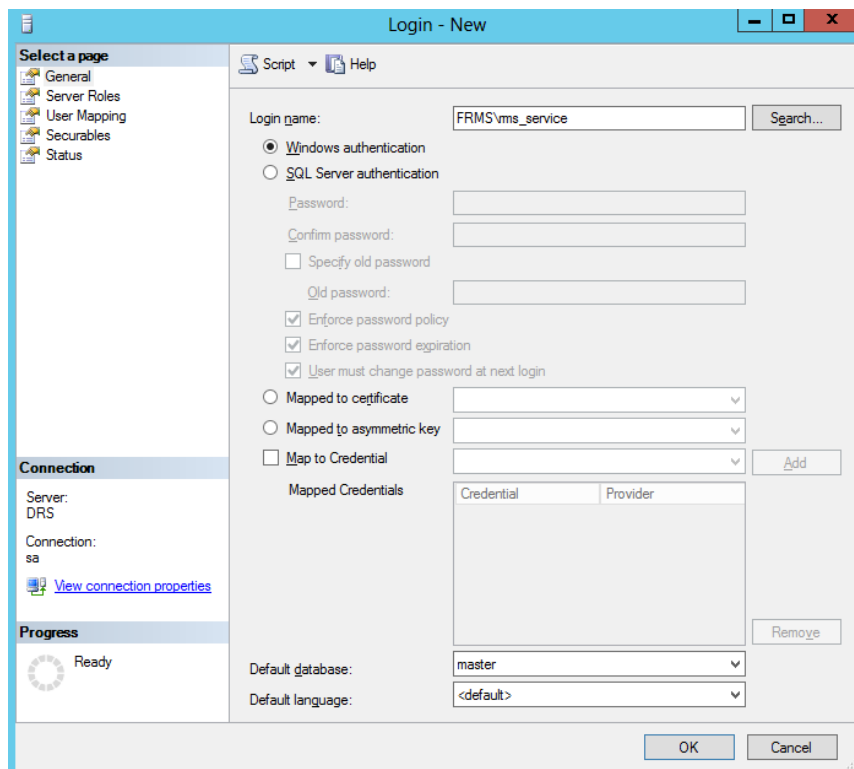 Login - New
Select a page
General
Server Roles
User Mapping
Securables
Status
Script
Help
Login name:
FRMS\rms_service
Search...
Windows authentication
SQL Server authentication
Password:
Confirm password:
Specify old password
Old password:
Enforce password policy
Enforce password expiration
User must change password at next login
Mapped to certificate
Mapped to asymmetric key
Map to Credential
Add
Mapped Credentials
Credential
Provider
Remove
Default database:
master
Default language:
<default>
Connection
Server:
DRS
Connection:
sa
View connection properties
Progress
Ready
OK
Cancel